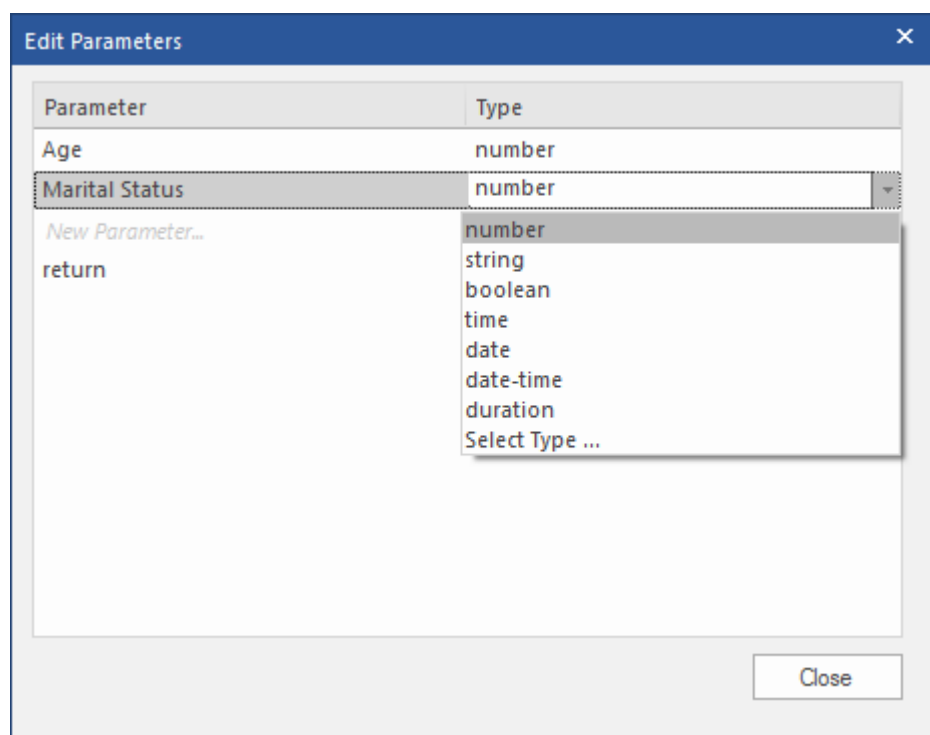 Edit Parameters
Parameter Type
Age number
Marital Status number
New Parameter... number
return string
boolean
time
date
date-time
duration
Select Type ...
Close